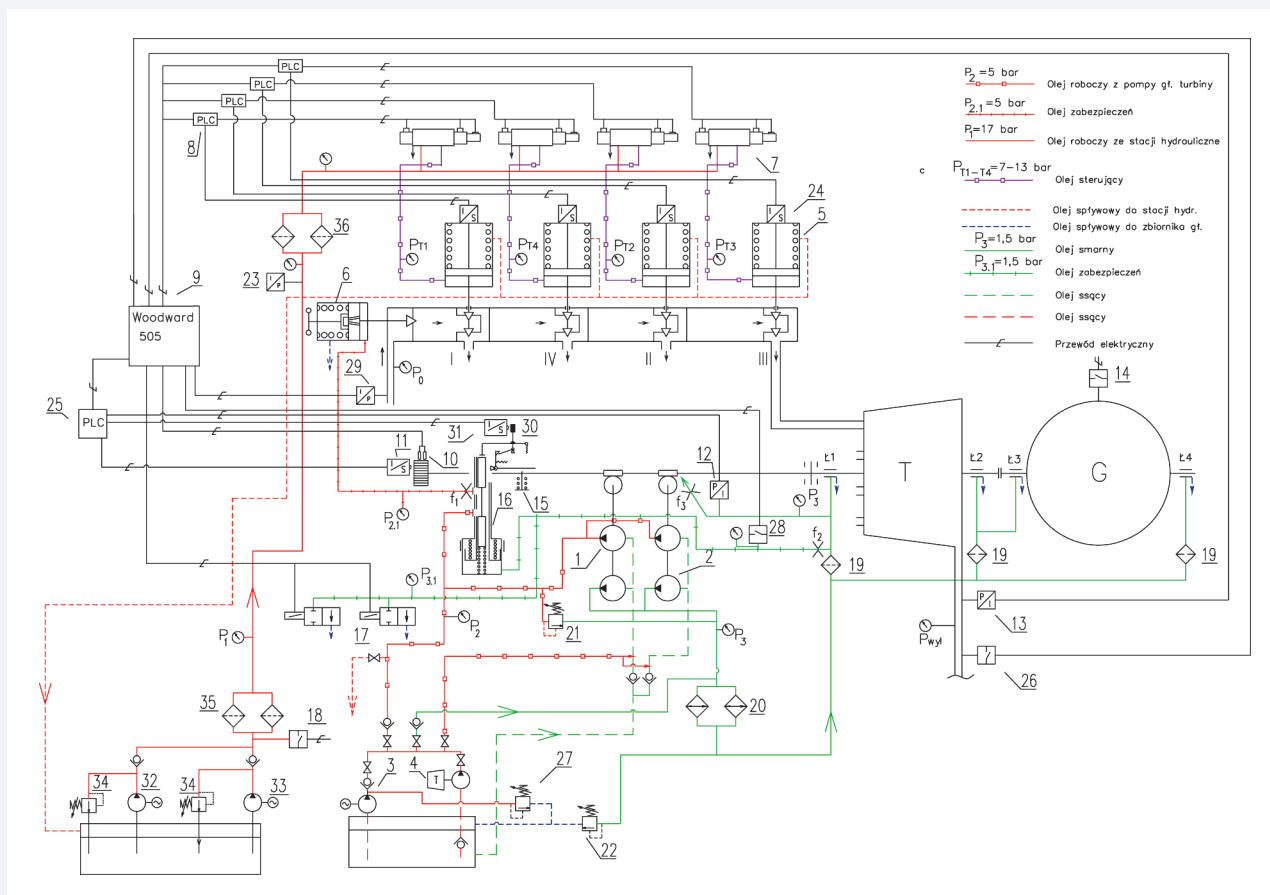 PLC
PLC
PLC
PLC
8
7
P2=5 bar
Olej roboczy z pompy gł. turbiny
P2.1=5 bar
Olej zabezpieczeń
P1=17 bar
Olej roboczy ze stacji hydrauliczne
c
PT1-T4=7-13 bar
Olej sterujący
Olej spływowy do stacji hydr.
Olej spływowy do zbiornika gł.
P3=1,5 bar
Olej smarny
P3.1=1,5 bar
Olej zabezpieczeń
Olej ssący
Olej ssący
Przewód elektryczny
I S
I S
I S
I S
24
5
36
PT1
PT4
PT2
PT3
23
I P
6
9
Woodward
505
I
IV
II
III
29
I P
P0
14
25
PLC
31
I S
30
11
I S
10
12
P I
Ł1
T
Ł2
Ł3
G
Ł4
f1
16
15
f3
P3
P2.1
28
f2
1
2
19
19
19
P3.1
17
P2
21
P3
P I
13
Pwyl
26
P1
35
18
20
34
32
34
33
3
4
T
27
22